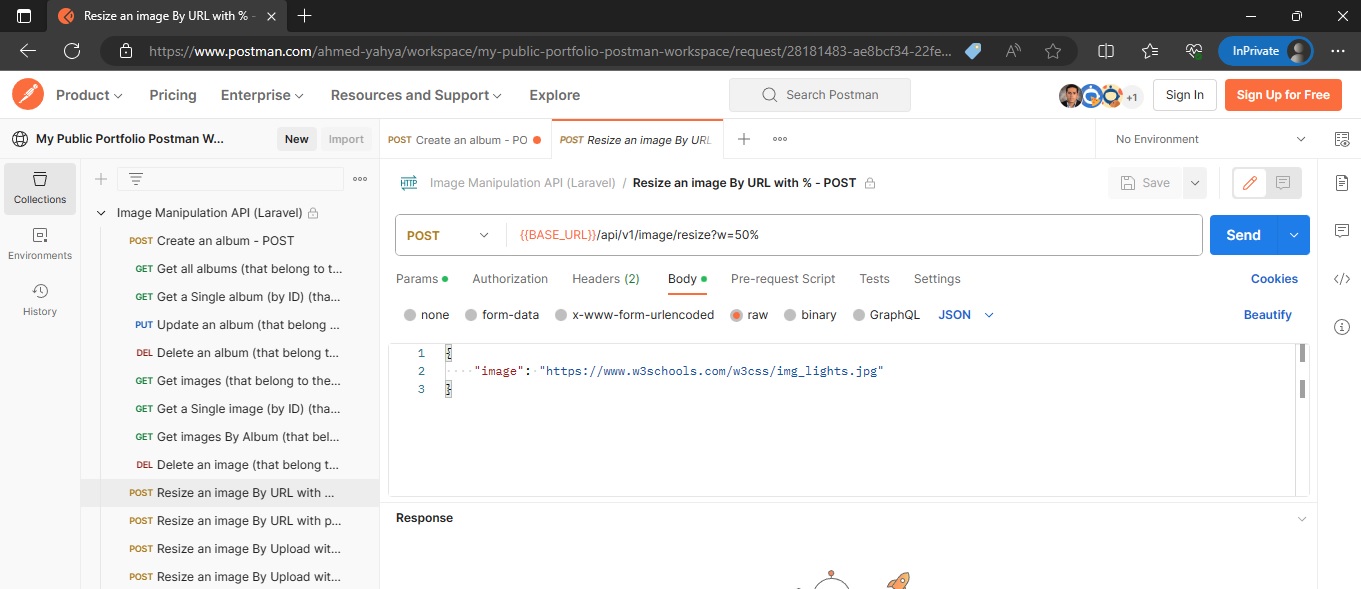 Resize an image By URL with % -
https://www.postman.com/ahmed-yahya/workspace/my-public-portfolio-postman-workspace/request/28181483-ae8bcf34-22fe...
InPrivate
Product
Pricing
Enterprise
Resources and Support
Explore
Search Postman
+1
Sign In
Sign Up for Free
My Public Portfolio Postman W...
New
Import
POST Create an album - PO
POST Resize an image By URL
No Environment
Collections
Environments
History
Image Manipulation API (Laravel)
POST Create an album - POST
GET Get all albums (that belong to t...
GET Get a Single album (by ID) (tha...
PUT Update an album (that belong ...
DEL Delete an album (that belong t...
GET Get images (that belong to the...
GET Get a Single image (by ID) (tha...
GET Get images By Album (that bel...
DEL Delete an image (that belong t...
POST Resize an image By URL with ...
POST Resize an image By URL with p...
POST Resize an image By Upload wit...
POST Resize an image By Upload wit...
HTTP Image Manipulation API (Laravel) / Resize an image By URL with % - POST
Save
POST
{{BASE_URL}}/api/v1/image/resize?w=50%
Send
Params Authorization Headers (2) Body Pre-request Script Tests Settings
Cookies
none form-data x-www-form-urlencoded raw binary GraphQL JSON
Beautify
1 {
2 "image": "https://www.w3schools.com/w3css/img_lights.jpg"
3 }
Response